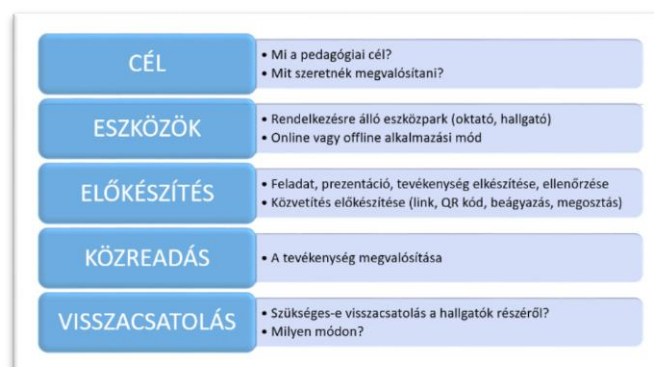 CÉL
• Mi a pedagógiai cél?
• Mit szeretnék megvalósítani?
ESZKÖZÖK
• Rendelkezésre álló eszközpark (oktató, hallgató)
• Online vagy offline alkalmazási mód
ELŐKÉSZÍTÉS
• Feladat, prezentáció, tevékenység elkészítése, ellenőrzése
• Közvetítés előkészítése (link, QR kód, beágyazás, megosztás)
KÖZREADÁS
• A tevékenység megvalósítása
VISSZACSATOLÁS
• Szükséges-e visszacsatolás a hallgatók részéről?
• Milyen módon?